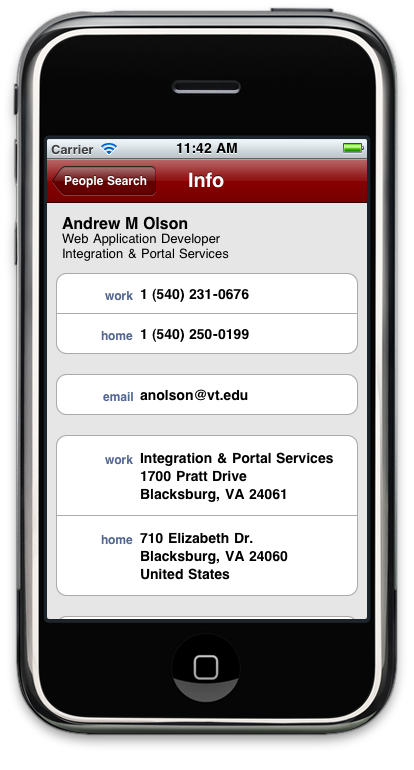 Carrier 11:42 AM
People Search Info
Andrew M Olson
Web Application Developer
Integration & Portal Services
work 1 (540) 231-0676
home 1 (540) 250-0199
email anolson@vt.edu
work Integration & Portal Services
1700 Pratt Drive
Blacksburg, VA 24061
home 710 Elizabeth Dr.
Blacksburg, VA 24060
United States